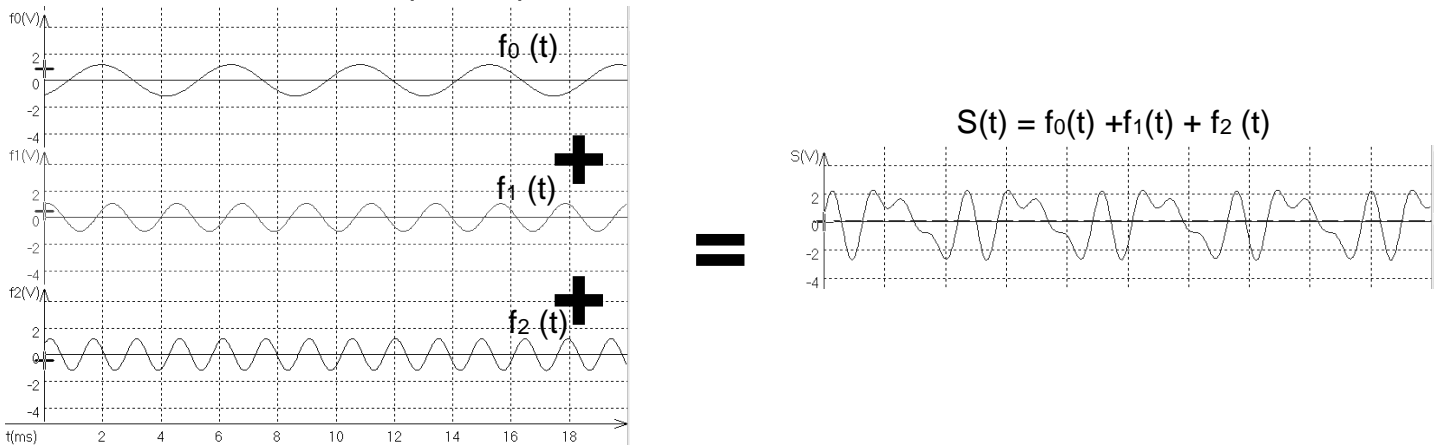 f0(V)
2
0
-2
-4
f₀ (t)
+
f1(V)
2
0
-2
-4
f₁ (t)
+
f2(V)
2
0
-2
-4
f₂ (t)
t(ms) 2 4 6 8 10 12 14 16 18
=
S(t) = f₀(t) +f₁(t) + f₂ (t)
S(V)
2
0
-2
-4